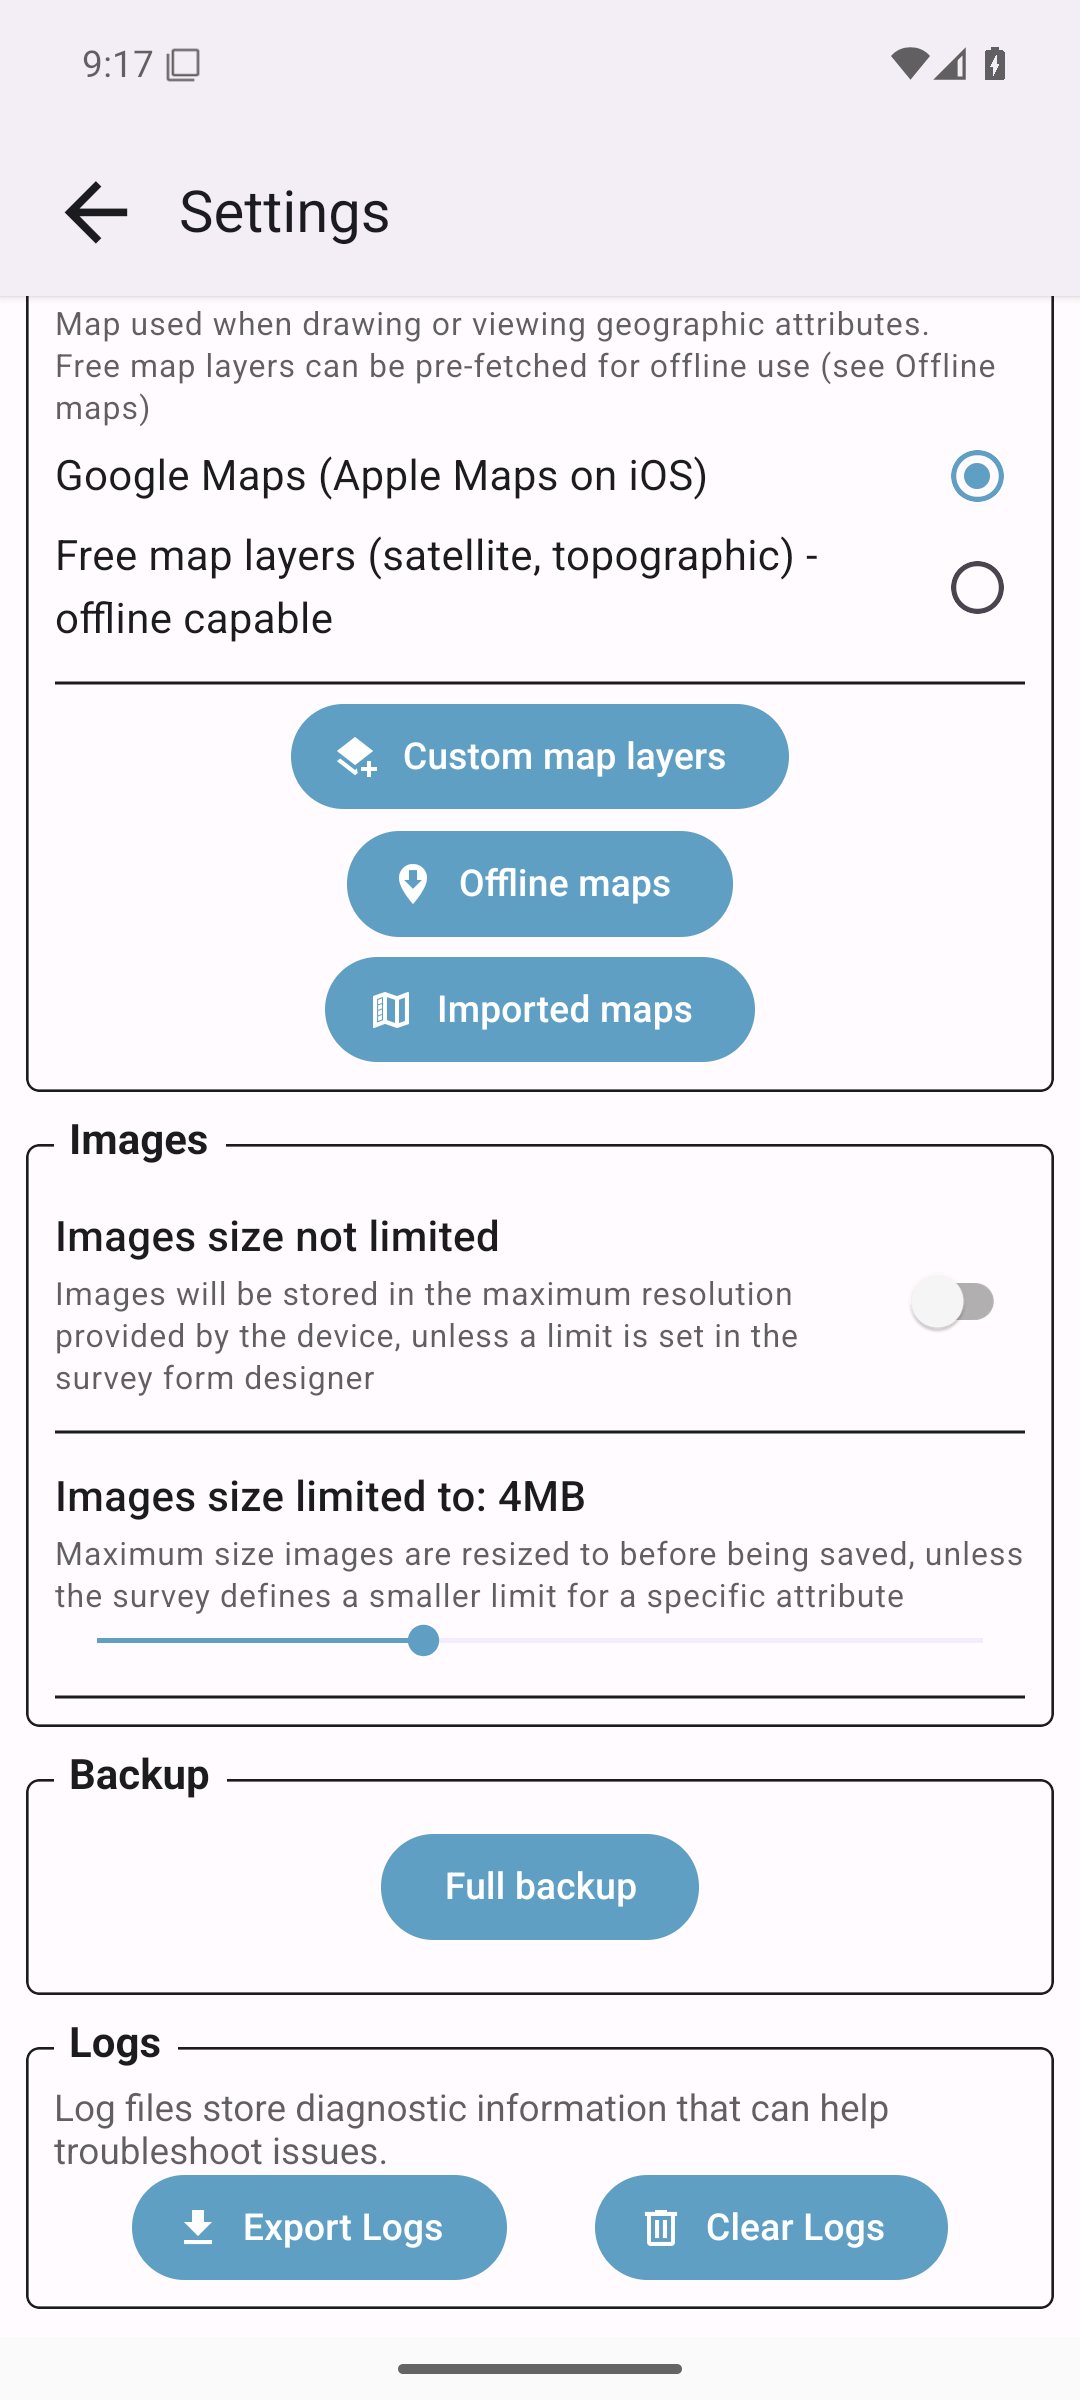 9:17
Settings
Map used when drawing or viewing geographic attributes.
Free map layers can be pre-fetched for offline use (see Offline
maps)
Google Maps (Apple Maps on iOS)
Free map layers (satellite, topographic) -
offline capable
Custom map layers
Offline maps
Imported maps
Images
Images size not limited
Images will be stored in the maximum resolution
provided by the device, unless a limit is set in the
survey form designer
Images size limited to: 4MB
Maximum size images are resized to before being saved, unless
the survey defines a smaller limit for a specific attribute
Backup
Full backup
Logs
Log files store diagnostic information that can help
troubleshoot issues.
Export Logs
Clear Logs